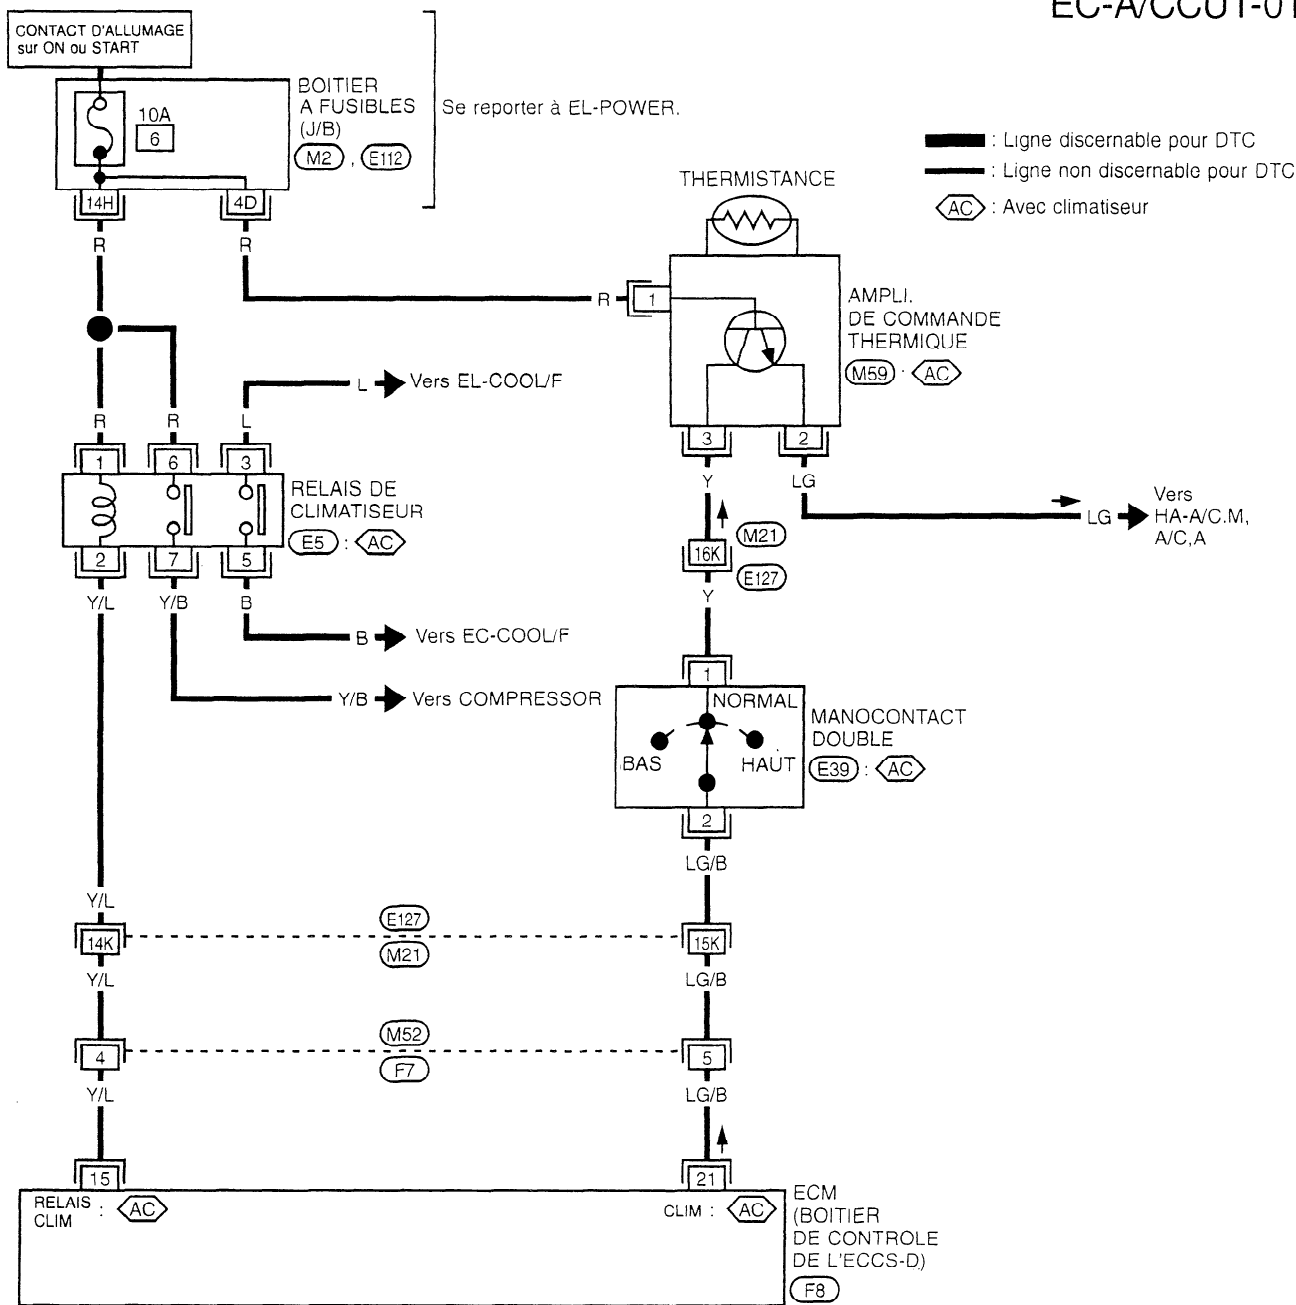 EC-A/CCUT-01
CONTACT D'ALLUMAGE
sur ON ou START
BOITIER
A FUSIBLES
(J/B)
M2 , E112
10A
6
Se reporter à EL-POWER.
: Ligne discernable pour DTC
: Ligne non discernable pour DTC
AC : Avec climatiseur
14H
4D
R
R
THERMISTANCE
R
1
AMPLI.
DE COMMANDE
THERMIQUE
M59 : AC
L
Vers EL-COOL/F
R
R
L
1
6
3
3
2
RELAIS DE
CLIMATISEUR
E5 : AC
Y
LG
LG
Vers
HA-A/C.M,
A/C,A
2
7
5
16K
M21
E127
Y/L
Y/B
B
Y
B
Vers EC-COOL/F
Y/B
Vers COMPRESSOR
1
NORMAL
BAS
HAUT
MANOCONTACT
DOUBLE
E39 : AC
2
LG/B
Y/L
E127
14K
15K
M21
Y/L
LG/B
M52
4
5
F7
Y/L
LG/B
15
21
RELAIS
CLIM : AC
CLIM : AC
ECM
(BOITIER
DE CONTROLE
DE L'ECCS-D)
F8